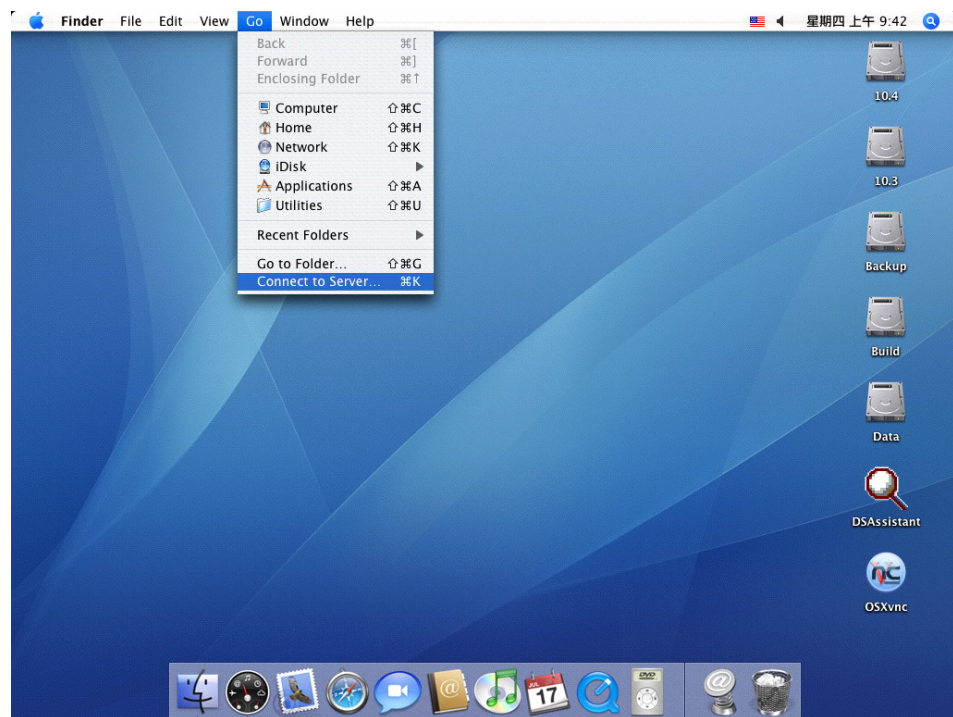 Finder File Edit View Go Window Help 星期四 上午 9:42
Back ⌘[
Forward ⌘]
Enclosing Folder ⌘↑
Computer ⇧⌘C
Home ⇧⌘H
Network ⇧⌘K
iDisk
Applications ⇧⌘A
Utilities ⇧⌘U
Recent Folders
Go to Folder... ⇧⌘G
Connect to Server... ⌘K
10.4
10.3
Backup
Build
Data
DSAssistant
OSXvnc
JUL
17
DVD